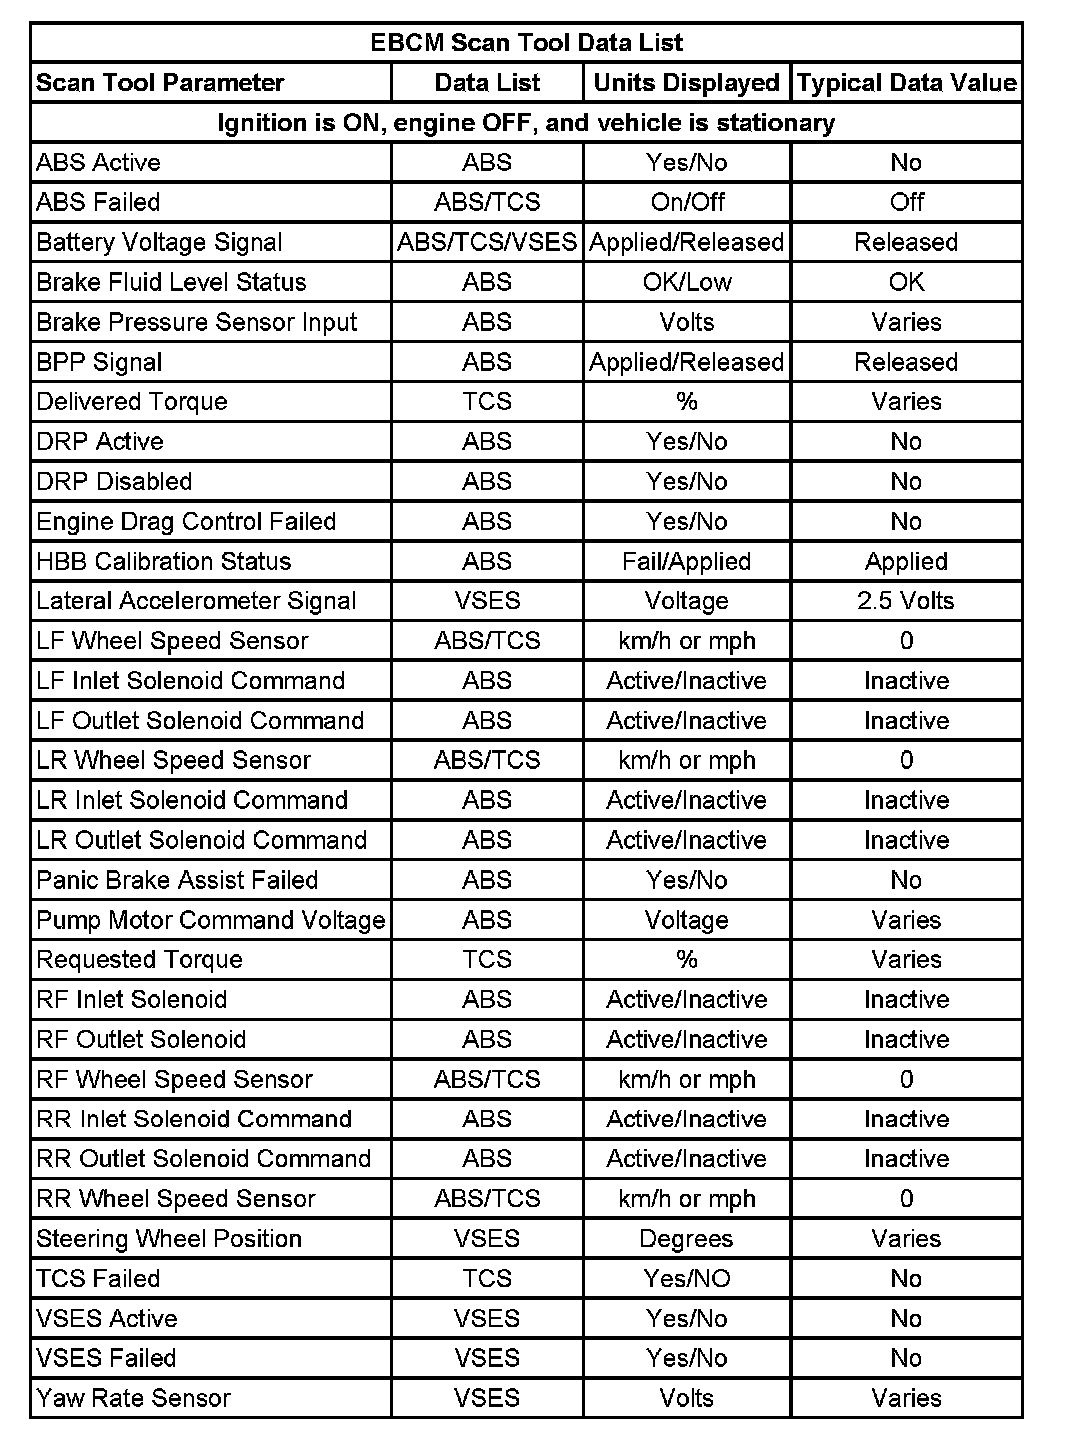 EBCM Scan Tool Data List
Scan Tool Parameter Data List Units Displayed Typical Data Value
Ignition is ON, engine OFF, and vehicle is stationary
ABS Active ABS Yes/No No
ABS Failed ABS/TCS On/Off Off
Battery Voltage Signal ABS/TCS/VSES Applied/Released Released
Brake Fluid Level Status ABS OK/Low OK
Brake Pressure Sensor Input ABS Volts Varies
BPP Signal ABS Applied/Released Released
Delivered Torque TCS % Varies
DRP Active ABS Yes/No No
DRP Disabled ABS Yes/No No
Engine Drag Control Failed ABS Yes/No No
HBB Calibration Status ABS Fail/Applied Applied
Lateral Accelerometer Signal VSES Voltage 2.5 Volts
LF Wheel Speed Sensor ABS/TCS km/h or mph 0
LF Inlet Solenoid Command ABS Active/Inactive Inactive
LF Outlet Solenoid Command ABS Active/Inactive Inactive
LR Wheel Speed Sensor ABS/TCS km/h or mph 0
LR Inlet Solenoid Command ABS Active/Inactive Inactive
LR Outlet Solenoid Command ABS Active/Inactive Inactive
Panic Brake Assist Failed ABS Yes/No No
Pump Motor Command Voltage ABS Voltage Varies
Requested Torque TCS % Varies
RF Inlet Solenoid ABS Active/Inactive Inactive
RF Outlet Solenoid ABS Active/Inactive Inactive
RF Wheel Speed Sensor ABS/TCS km/h or mph 0
RR Inlet Solenoid Command ABS Active/Inactive Inactive
RR Outlet Solenoid Command ABS Active/Inactive Inactive
RR Wheel Speed Sensor ABS/TCS km/h or mph 0
Steering Wheel Position VSES Degrees Varies
TCS Failed TCS Yes/NO No
VSES Active VSES Yes/No No
VSES Failed VSES Yes/No No
Yaw Rate Sensor VSES Volts Varies